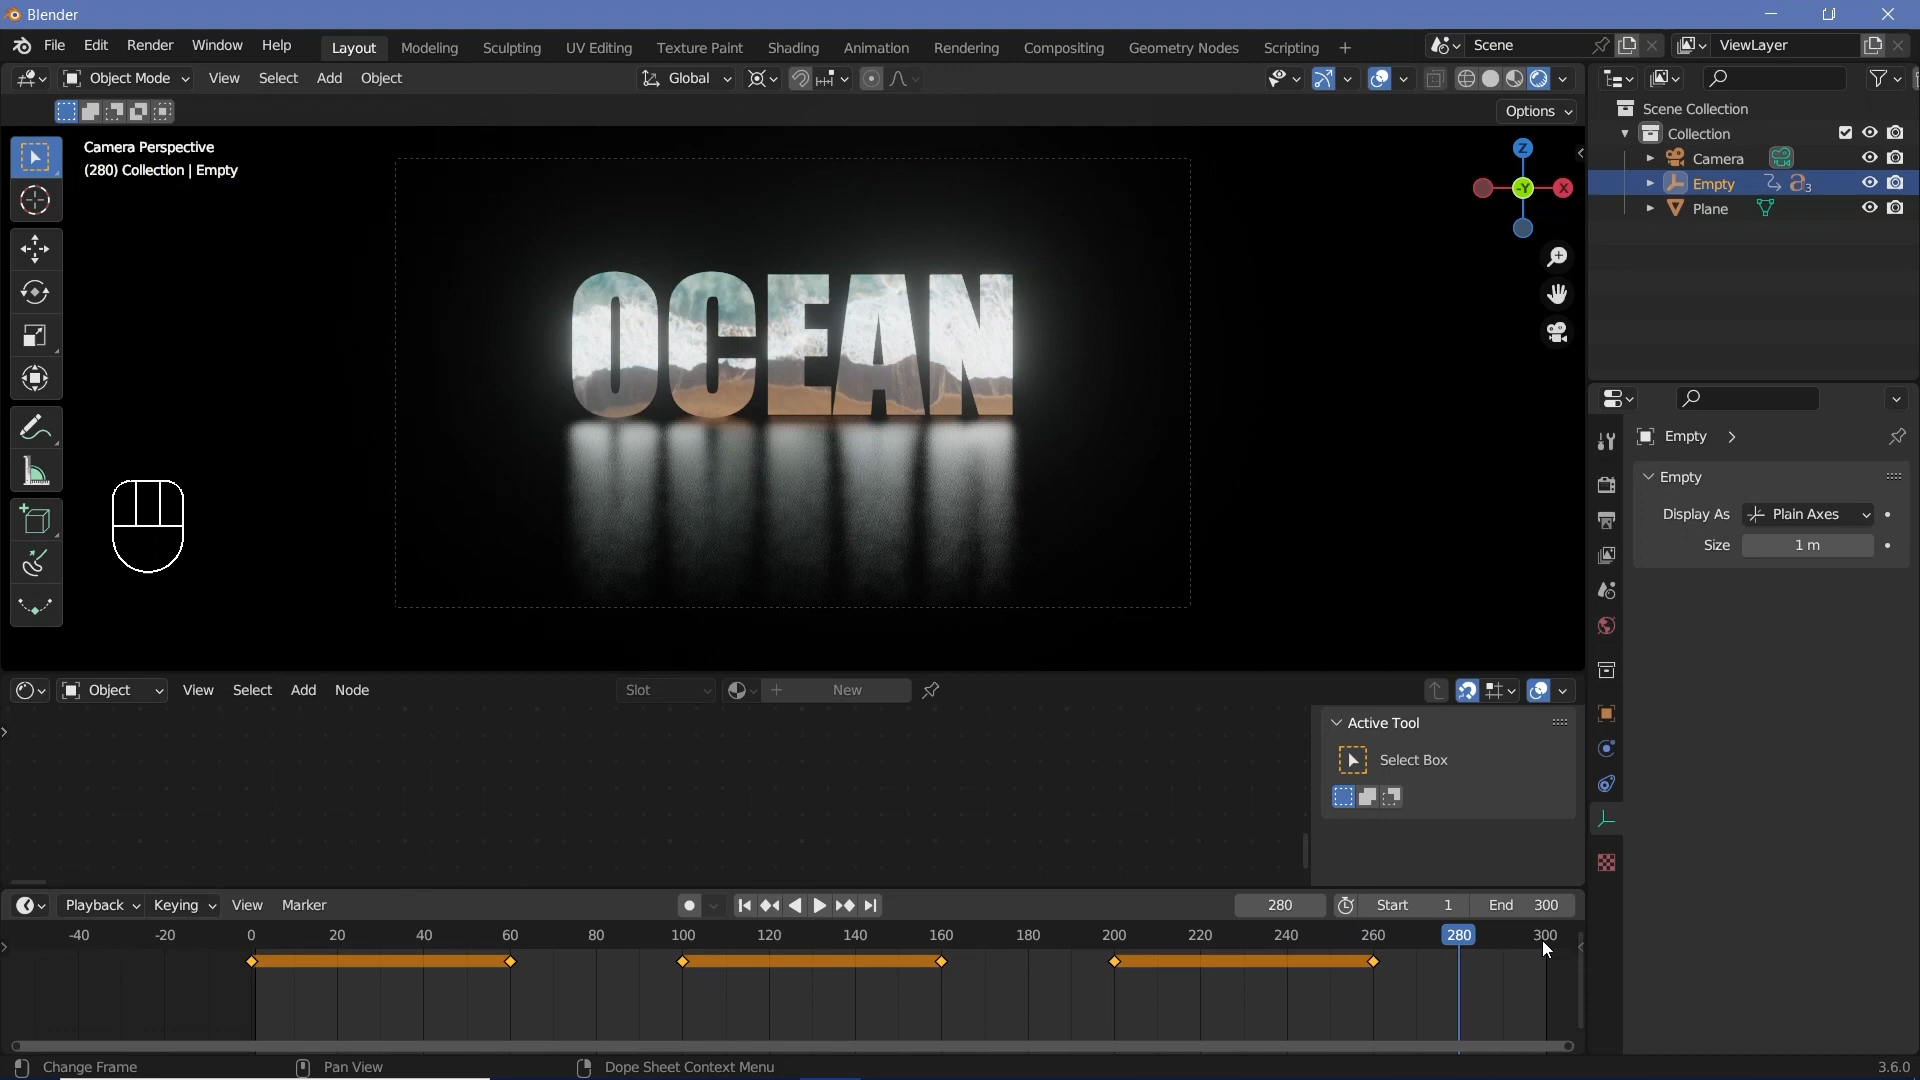 Blender
File Edit Render Window Help Layout Modeling Sculpting UV Editing Texture Paint Shading Animation Rendering Compositing Geometry Nodes Scripting + Scene ViewLayer
Object Mode View Select Add Object Global
Options
Scene Collection
Collection
Camera
Empty 3
Plane
Camera Perspective
(280) Collection | Empty
Z
-Y X
OCEAN
Empty
Empty
Display As Plain Axes
Size 1 m
Object View Select Add Node Slot New
Active Tool
Select Box
Playback Keying View Marker 280 Start 1 End 300
-40 -20 0 20 40 60 80 100 120 140 160 180 200 220 240 260 280 300
Change Frame Pan View Dope Sheet Context Menu 3.6.0